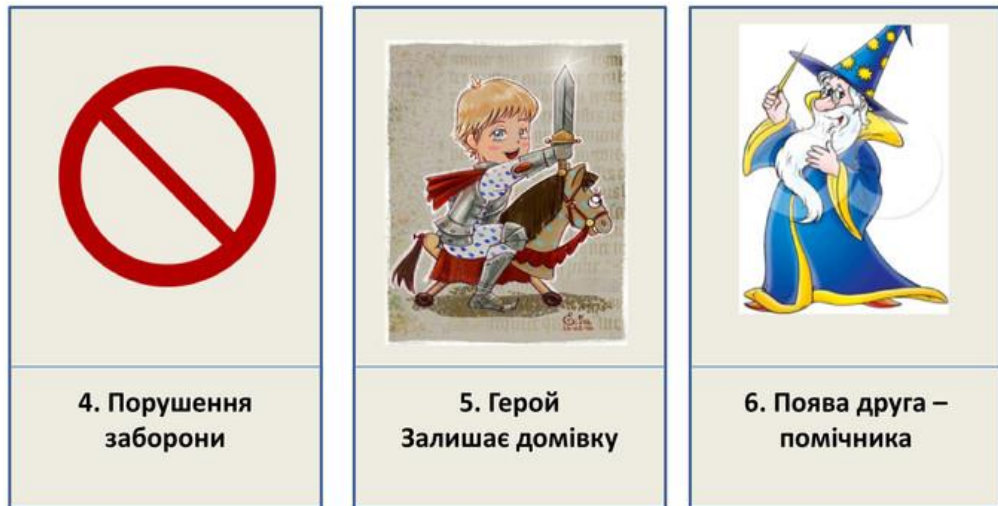 4. Порушення
заборони
5. Герой
Залишає домівку
6. Поява друга –
помічника